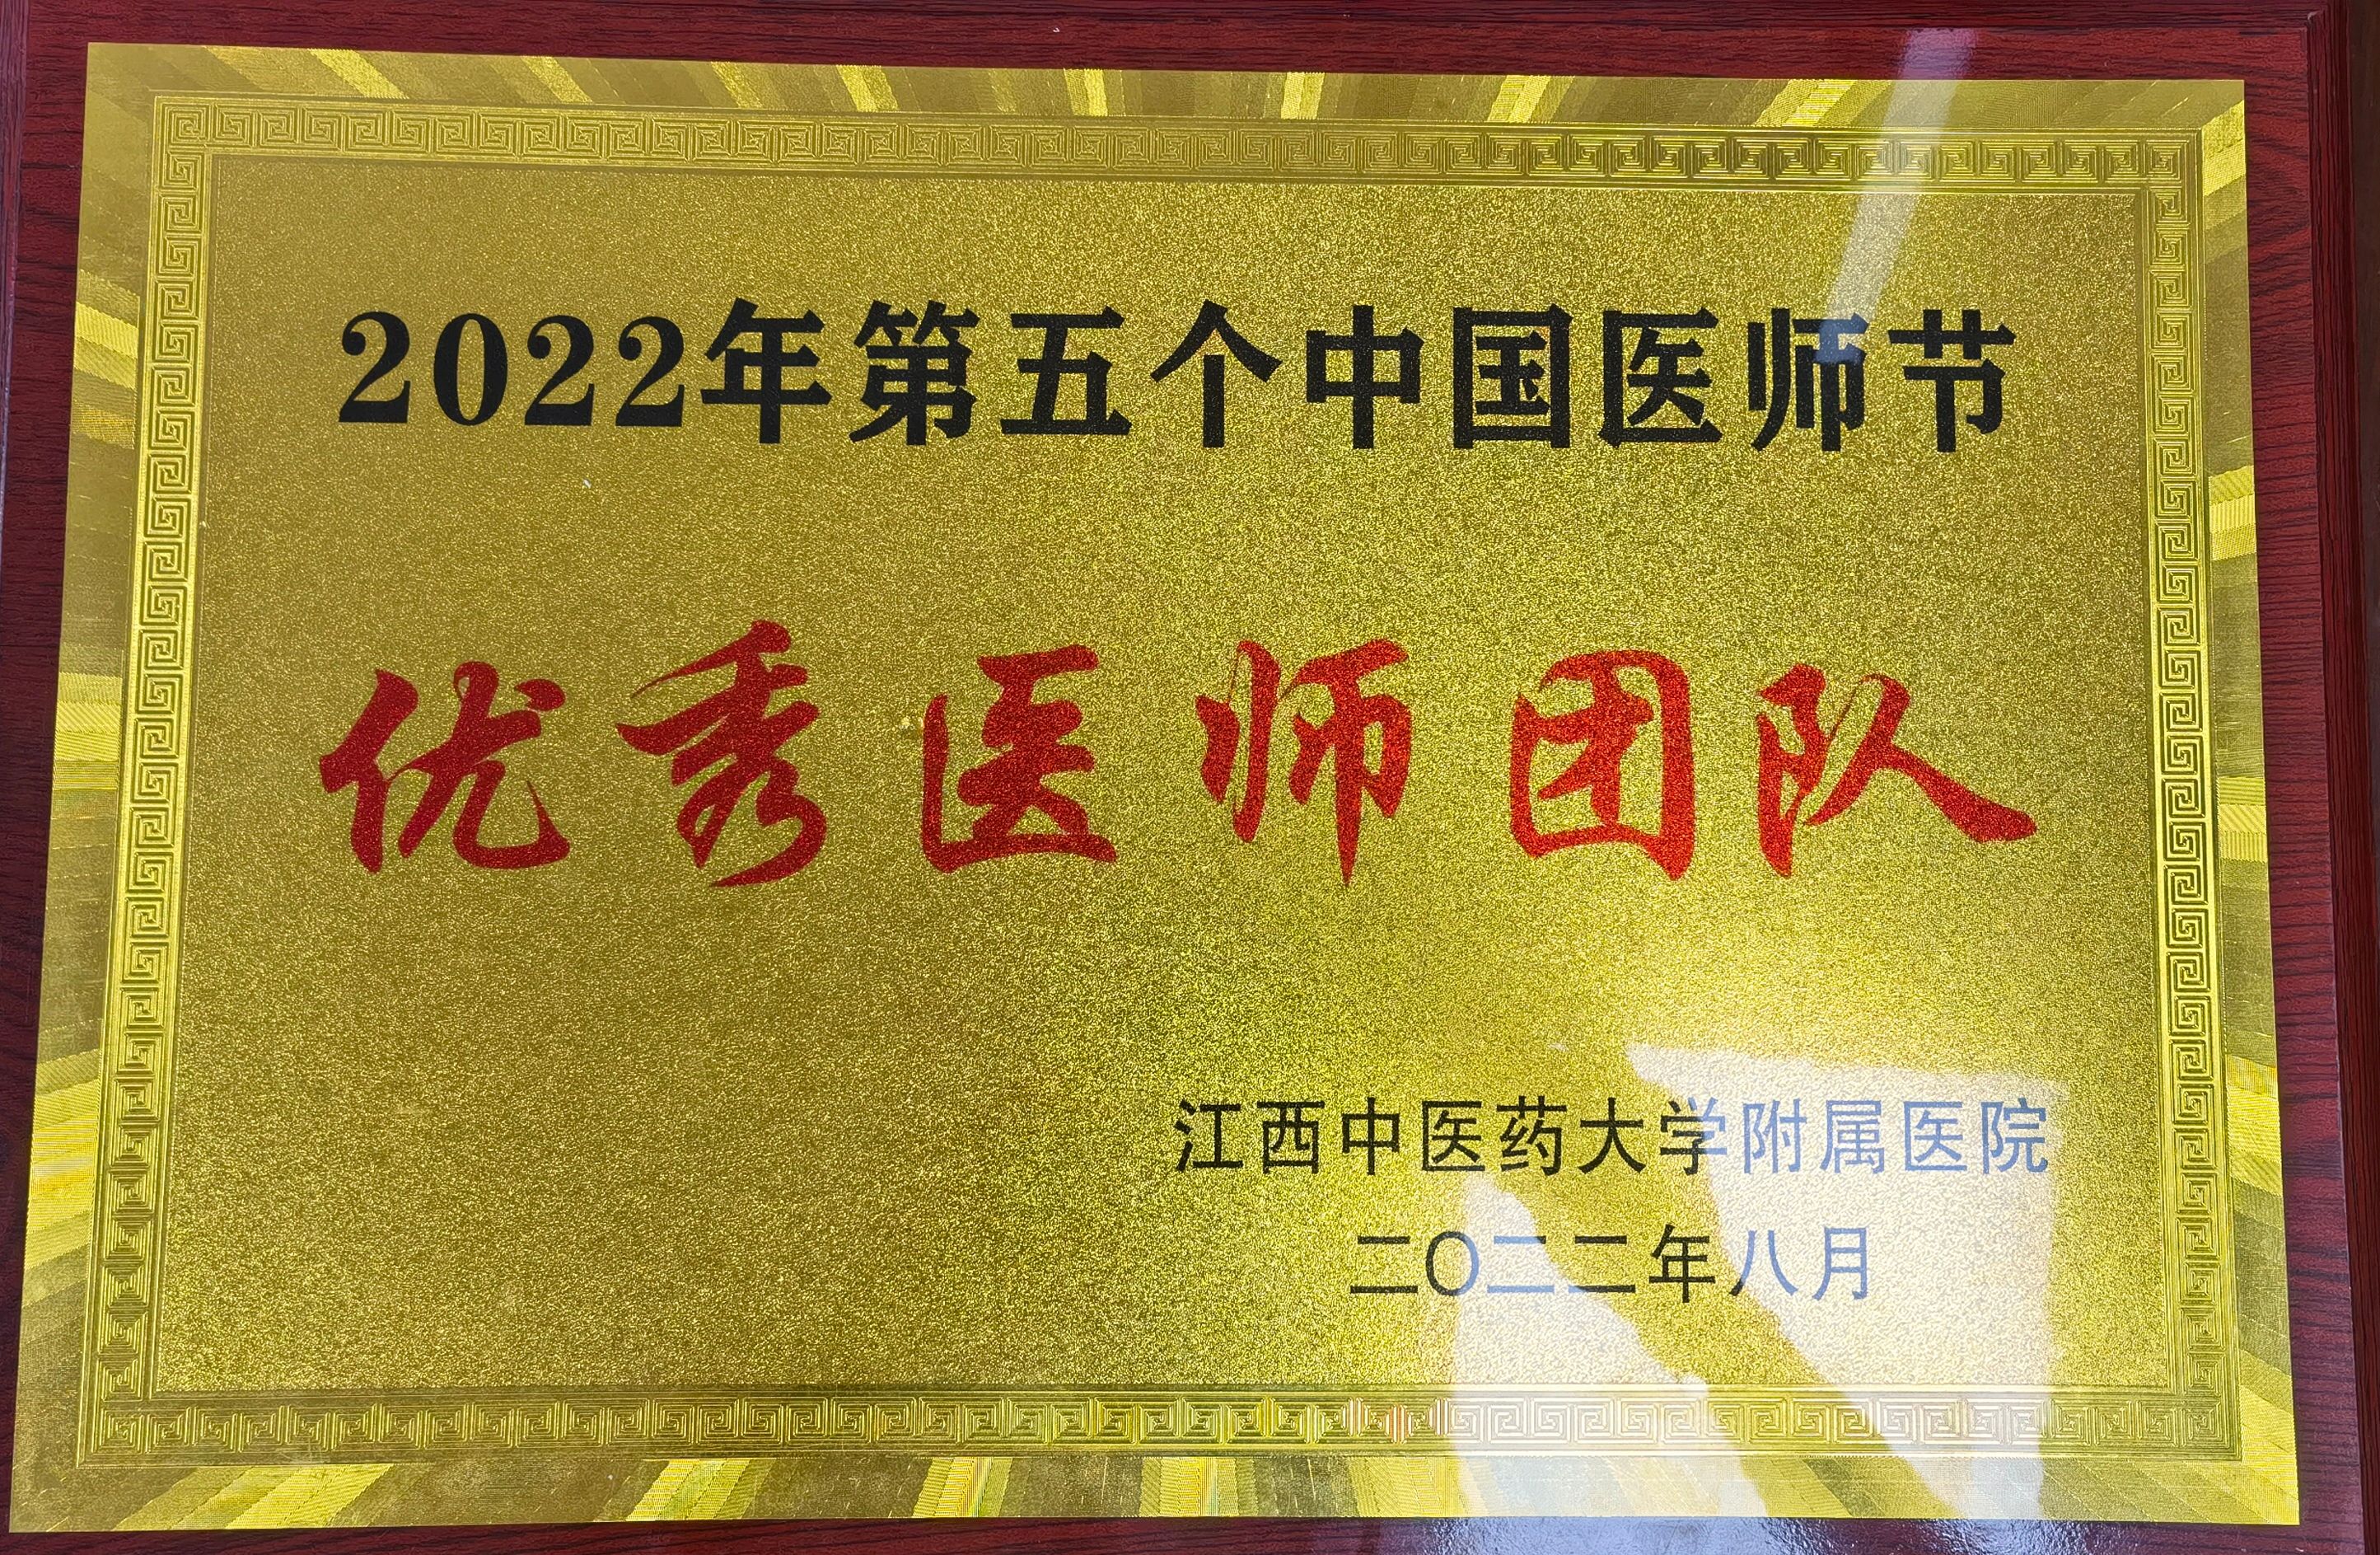 2022年第五个中国医师节
优秀医师团队
江西中医药大学附属医院
二〇二二年八月